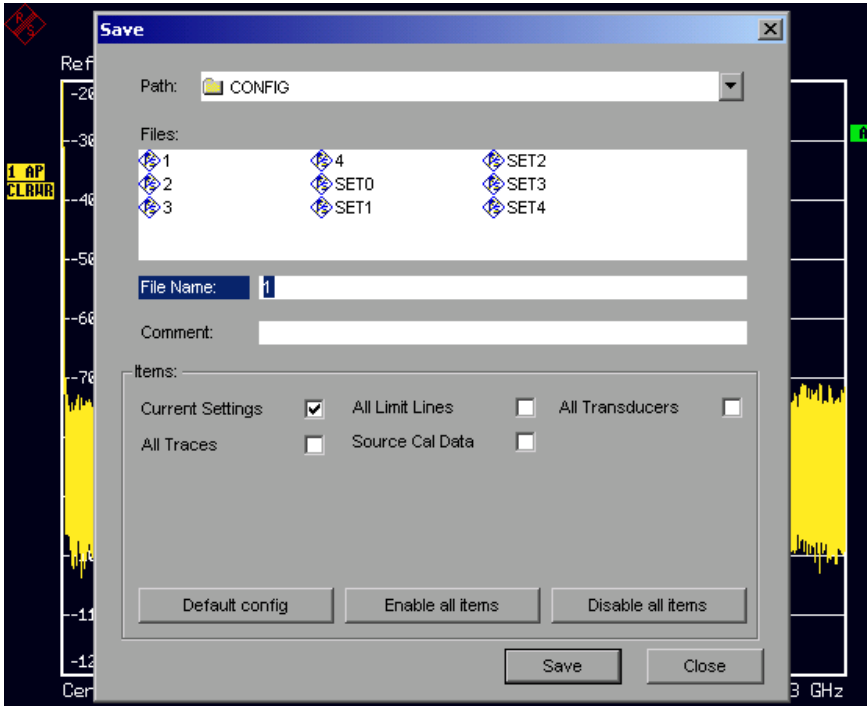 R
S
Save
Ref
Path: CONFIG
-20
Files:
-30
A
1 4 SET2
1 AP
2 SET0 SET3
CLRWR
-40
3 SET1 SET4
-50
File Name: 1
-60
Comment:
-70
Items:
Current Settings All Limit Lines All Transducers
All Traces Source Cal Data
Default config Enable all items Disable all items
-11
-12
Save Close
Cen
3 GHz